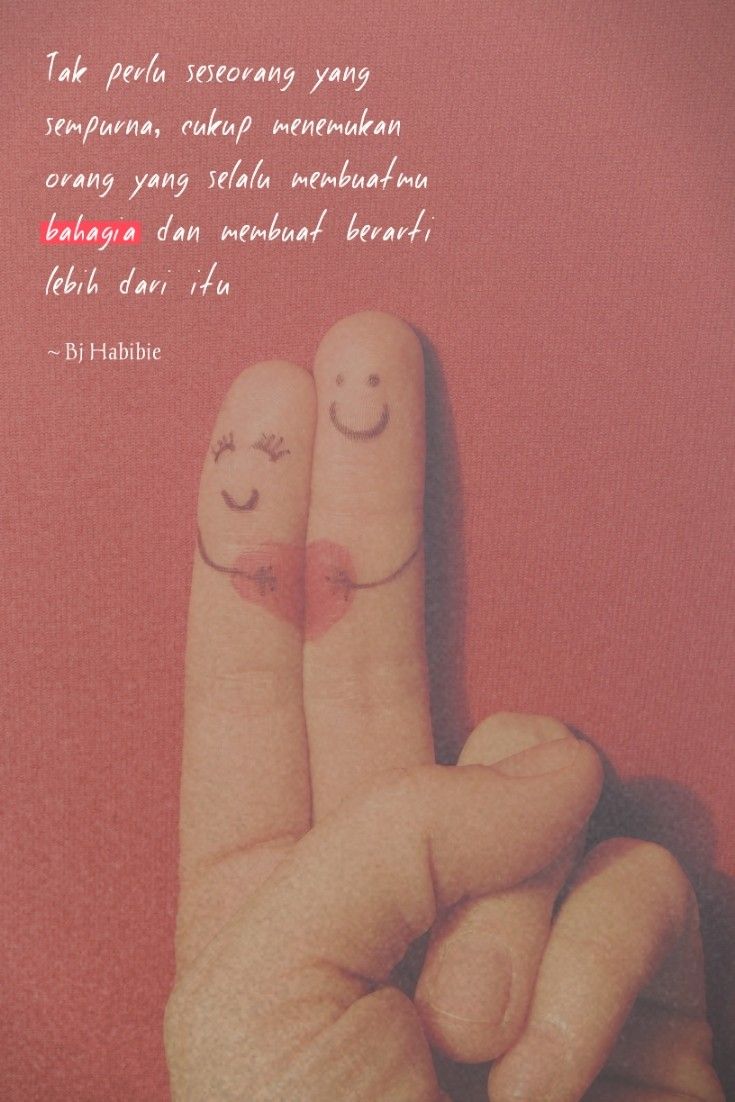 Tak perlu seseorang yang
sempurna, cukup menemukan
orang yang selalu membuatmu
bahagia dan membuat berarti
lebih dari itu
~ Bj Habibie